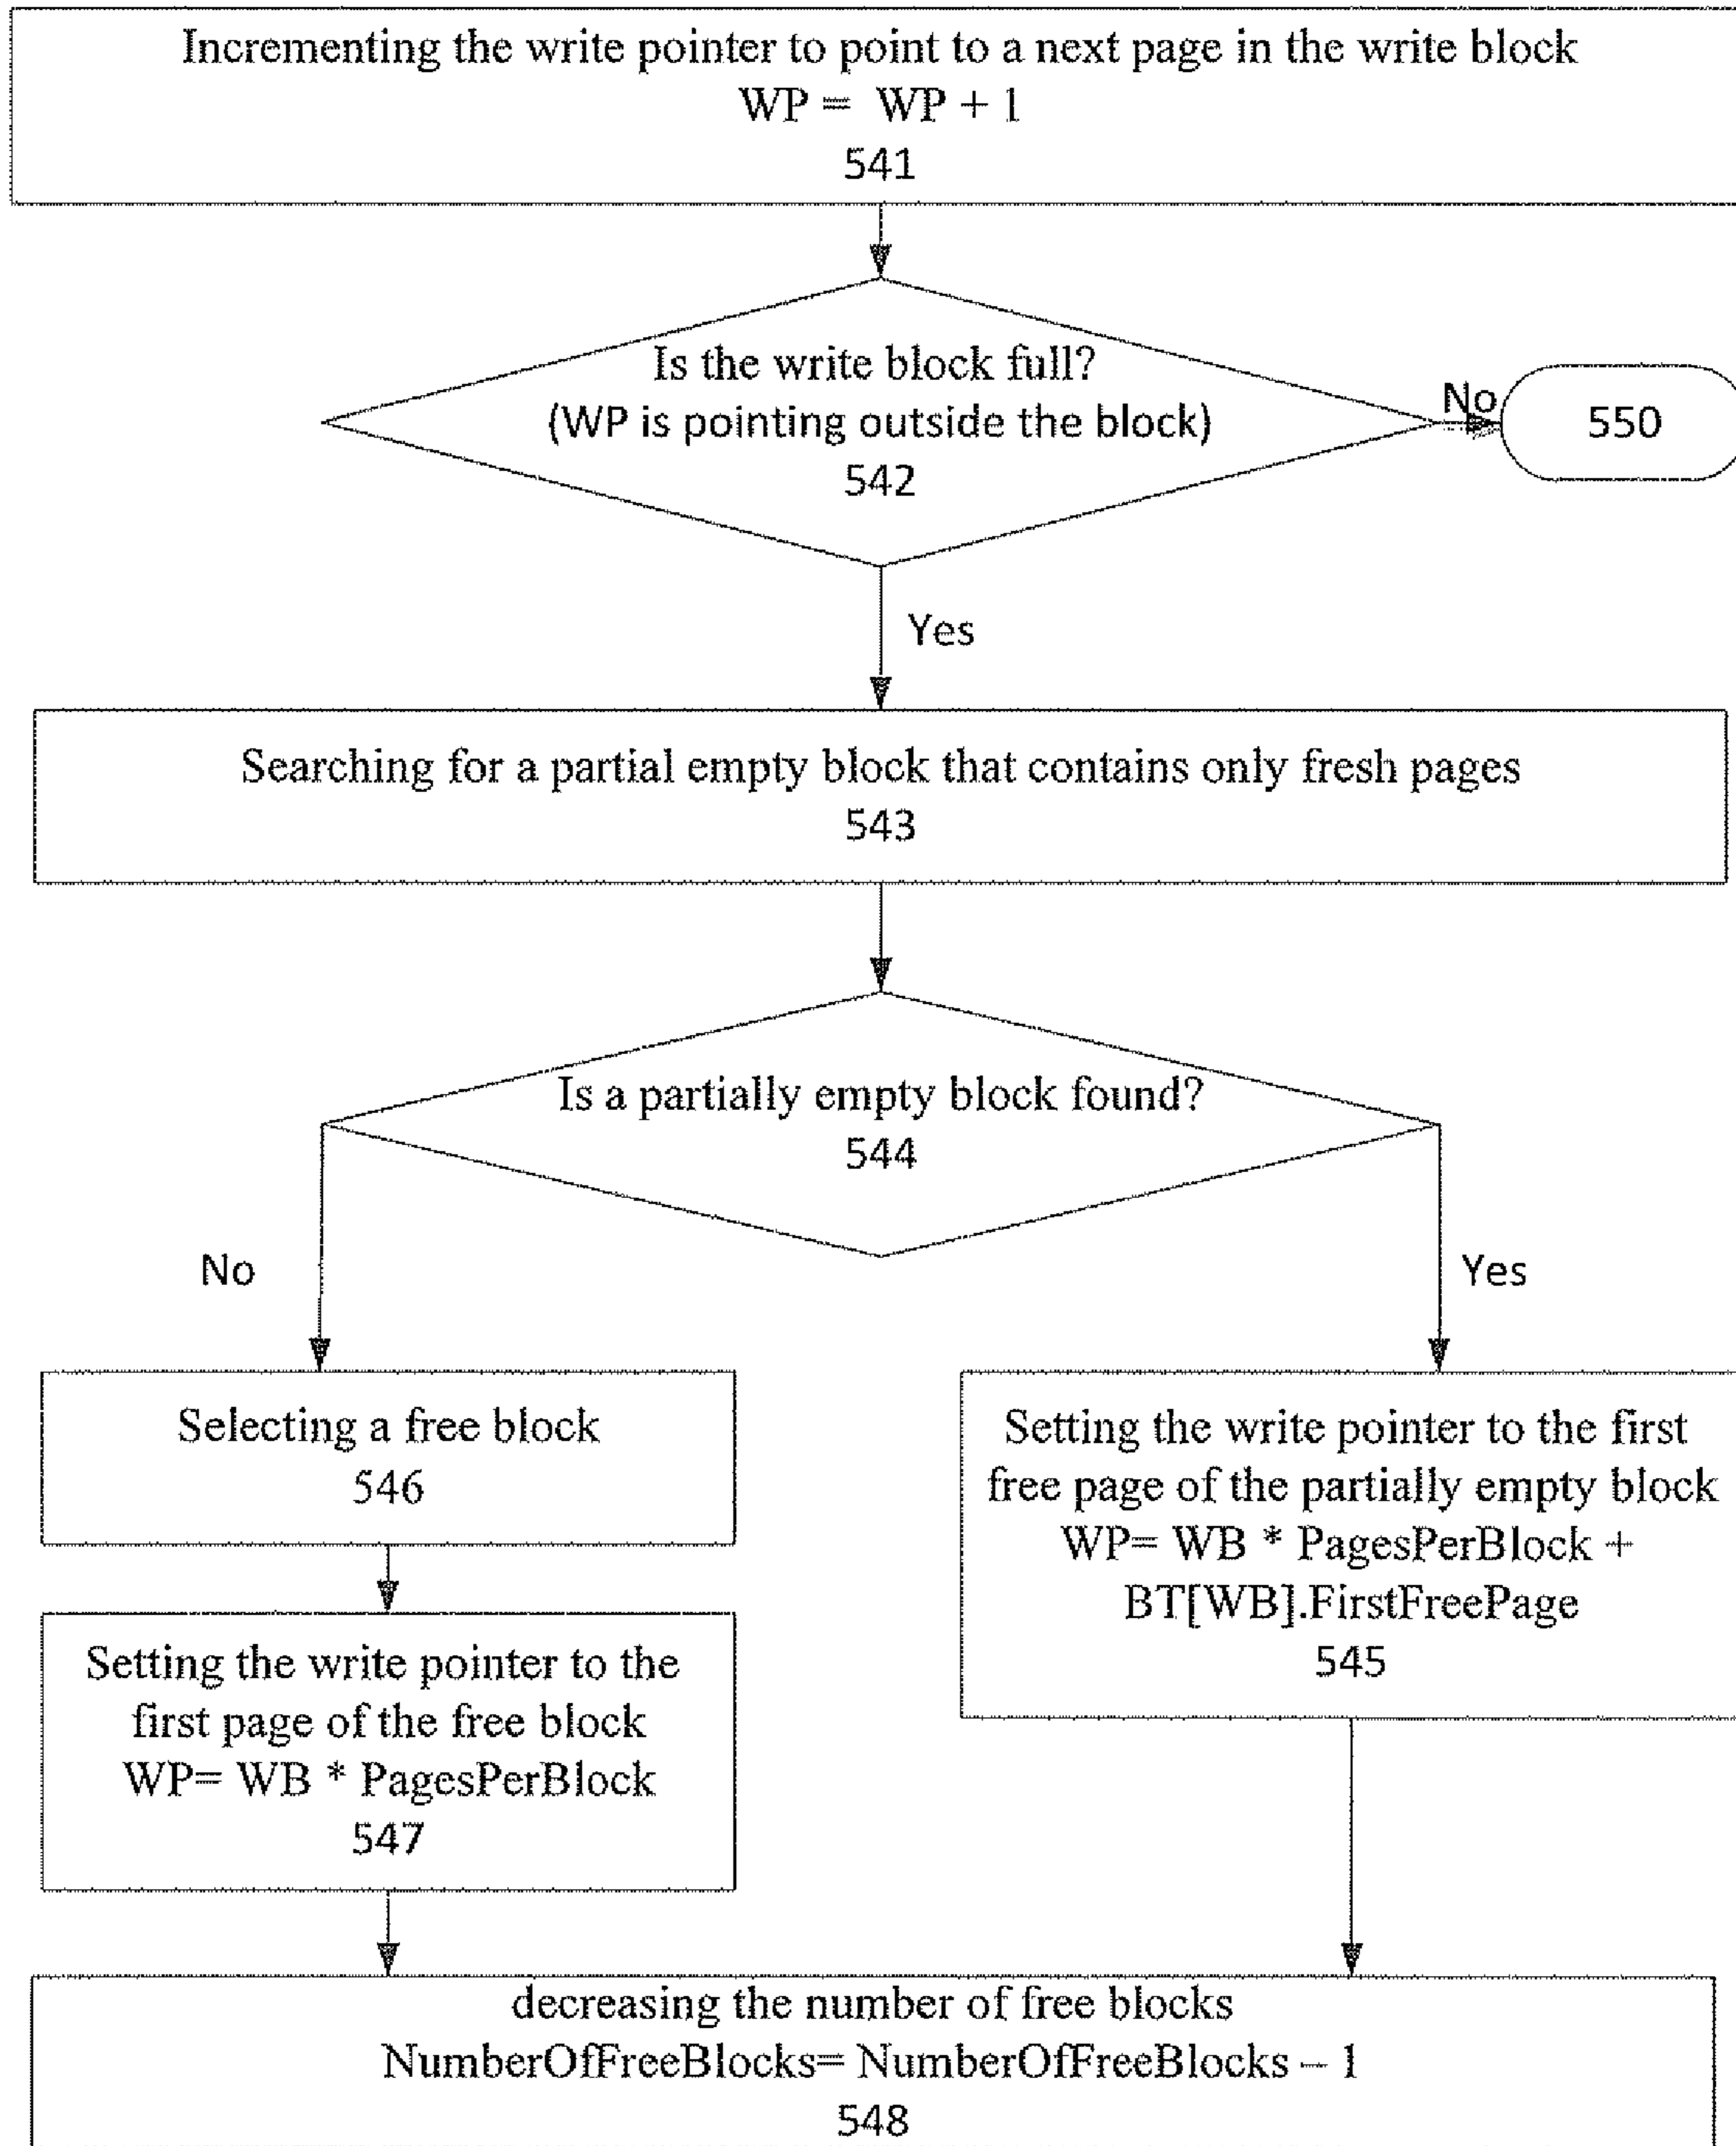 Incrementing the write pointer to point to a next page in the write block
WP = WP + 1
541
Is the write block full?
(WP is pointing outside the block)
542
No
550
Yes
Searching for a partial empty block that contains only fresh pages
543
Is a partially empty block found?
544
No
Yes
Selecting a free block
546
Setting the write pointer to the first
free page of the partially empty block
WP= WB * PagesPerBlock +
BT[WB].FirstFreePage
545
Setting the write pointer to the
first page of the free block
WP= WB * PagesPerBlock
547
decreasing the number of free blocks
NumberOfFreeBlocks= NumberOfFreeBlocks – 1
548